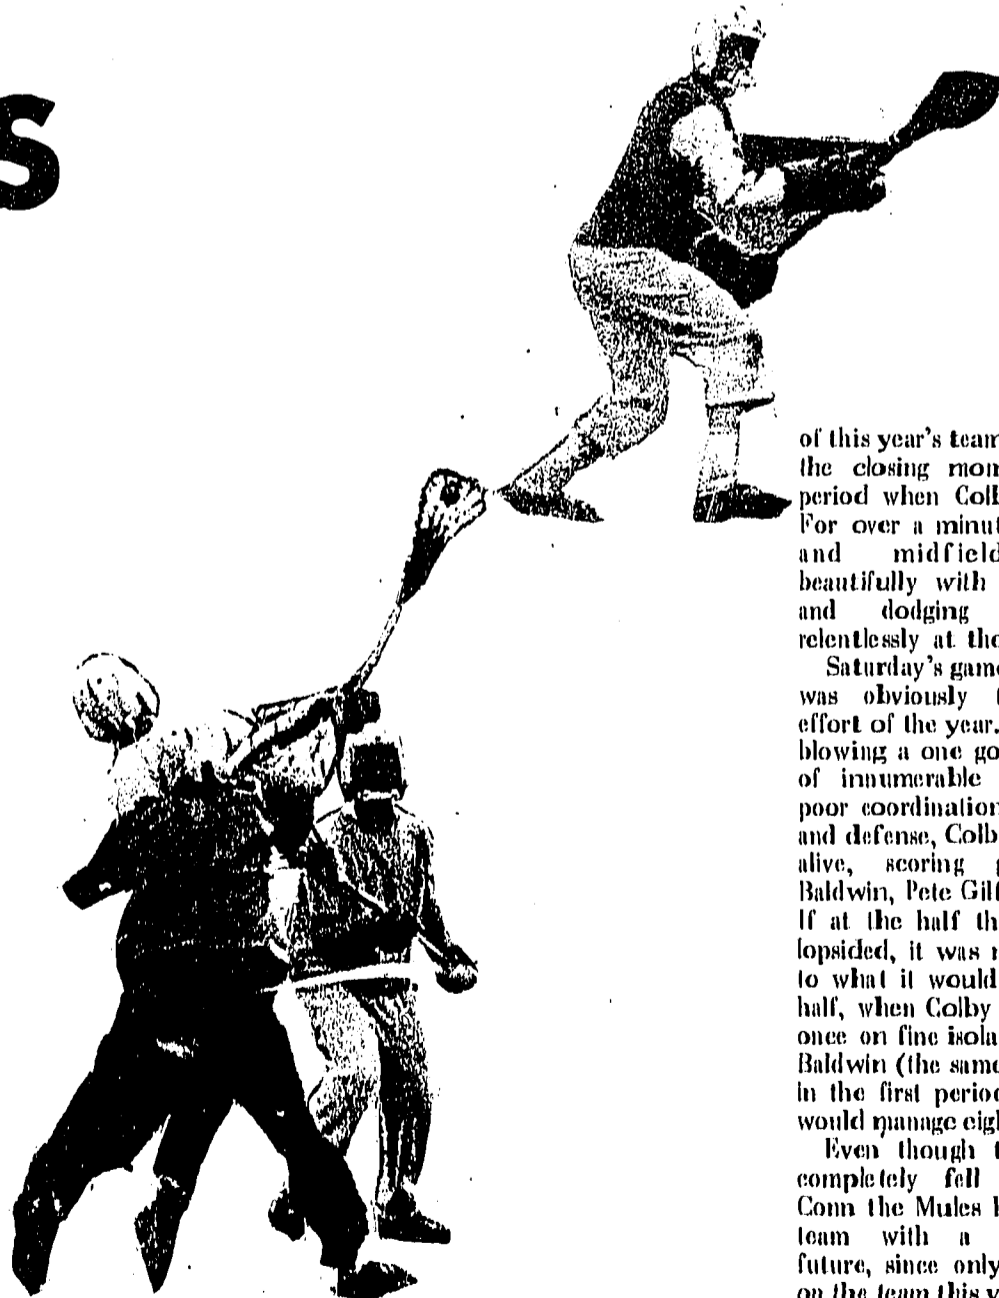 s
of this year's team
the closing mom
period when Colb
For over a minut
and midfield
beautifully with
and dodging
relentlessly at the
Saturday's game
was obviously t
effort of the year.
blowing a one go
of innumerable
poor coordination
and defense, Colb
alive, scoring g
Baldwin, Pete Gilf
If at the half th
lopsided, it was n
to what it would
half, when Colby
once on fine isola
Baldwin (the same
in the first period
would manage eigh
Even though t
completely fell
Conn the Mules h
team with a
future, since only
on the team this y